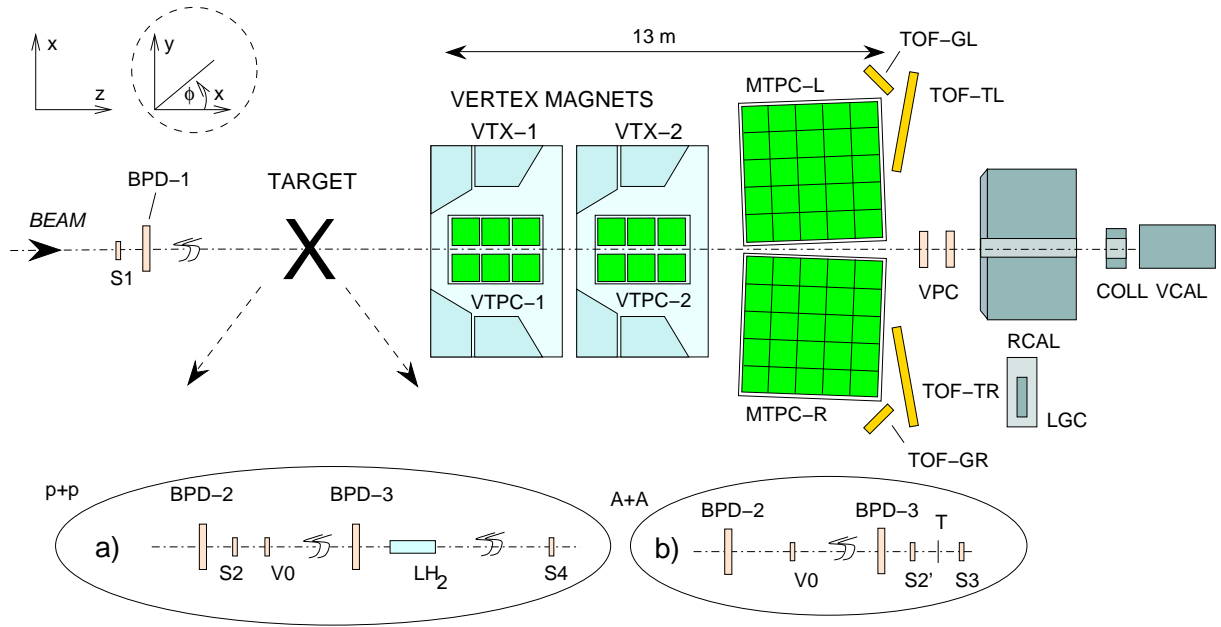 13 m
TOF−GL
x
y
MTPC−L
TOF−TL
ϕ
z
x
VERTEX MAGNETS
VTX−1
VTX−2
BPD−1
TARGET
BEAM
X
S1
VPC
COLL
VCAL
VTPC−1
VTPC−2
RCAL
TOF−TR
LGC
MTPC−R
TOF−GR
p+p
BPD−2
BPD−3
a)
S2
V0
LH2
S4
A+A
BPD−2
BPD−3
T
b)
V0
S2’
S3